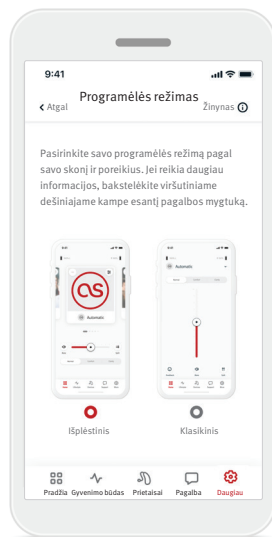 9:41
Atgal
Programėlės režimas
Žinynas
Pasirinkite savo programėlės režimą pagal
savo skonį ir poreikius. Jei reikia daugiau
informacijos, bakstelėkite viršutiniame
dešiniajame kampe esantį pagalbos mygtuką.
Automatic
Automatic
Išplėstinis
Klasikinis
Pradžia Gyvenimo būdas Prietaisai Pagalba Daugiau